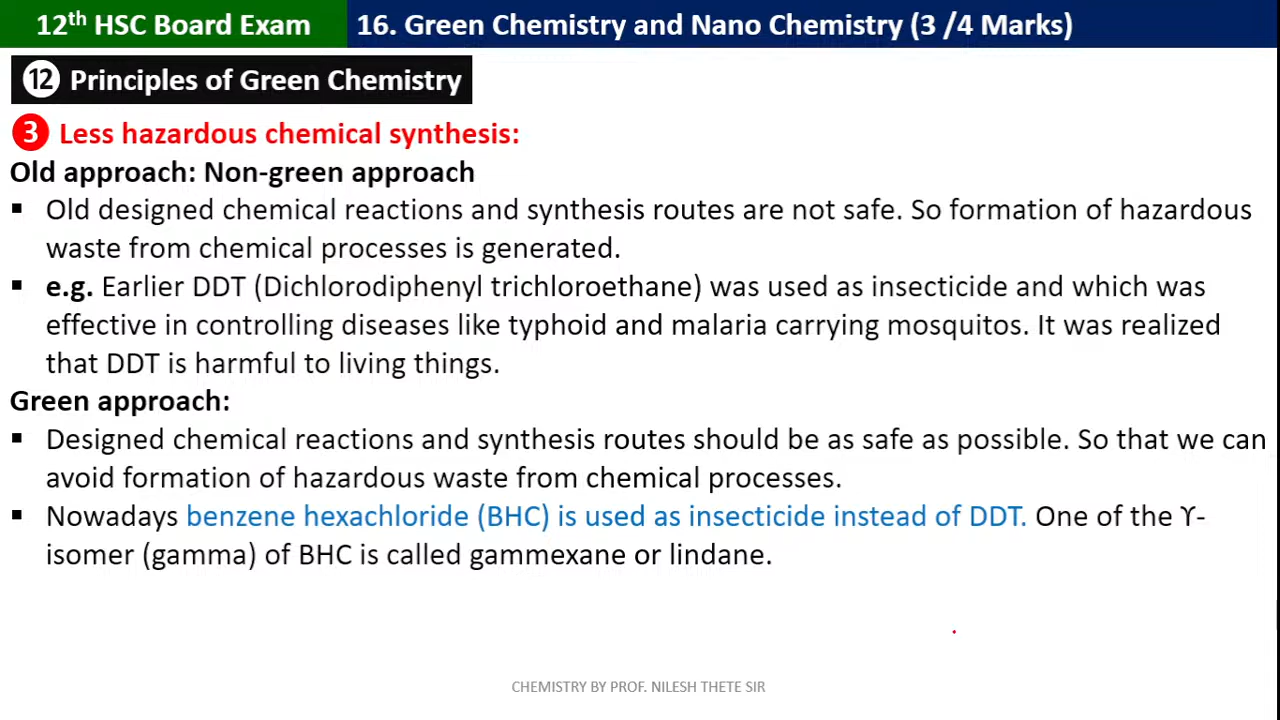 12th HSC Board Exam 16. Green Chemistry and Nano Chemistry (3 /4 Marks)
⑫ Principles of Green Chemistry
❸ Less hazardous chemical synthesis:
Old approach: Non-green approach
▪ Old designed chemical reactions and synthesis routes are not safe. So formation of hazardous
waste from chemical processes is generated.
▪ e.g. Earlier DDT (Dichlorodiphenyl trichloroethane) was used as insecticide and which was
effective in controlling diseases like typhoid and malaria carrying mosquitos. It was realized
that DDT is harmful to living things.
Green approach:
▪ Designed chemical reactions and synthesis routes should be as safe as possible. So that we can
avoid formation of hazardous waste from chemical processes.
▪ Nowadays benzene hexachloride (BHC) is used as insecticide instead of DDT. One of the ϒ-
isomer (gamma) of BHC is called gammexane or lindane.
CHEMISTRY BY PROF. NILESH THETE SIR